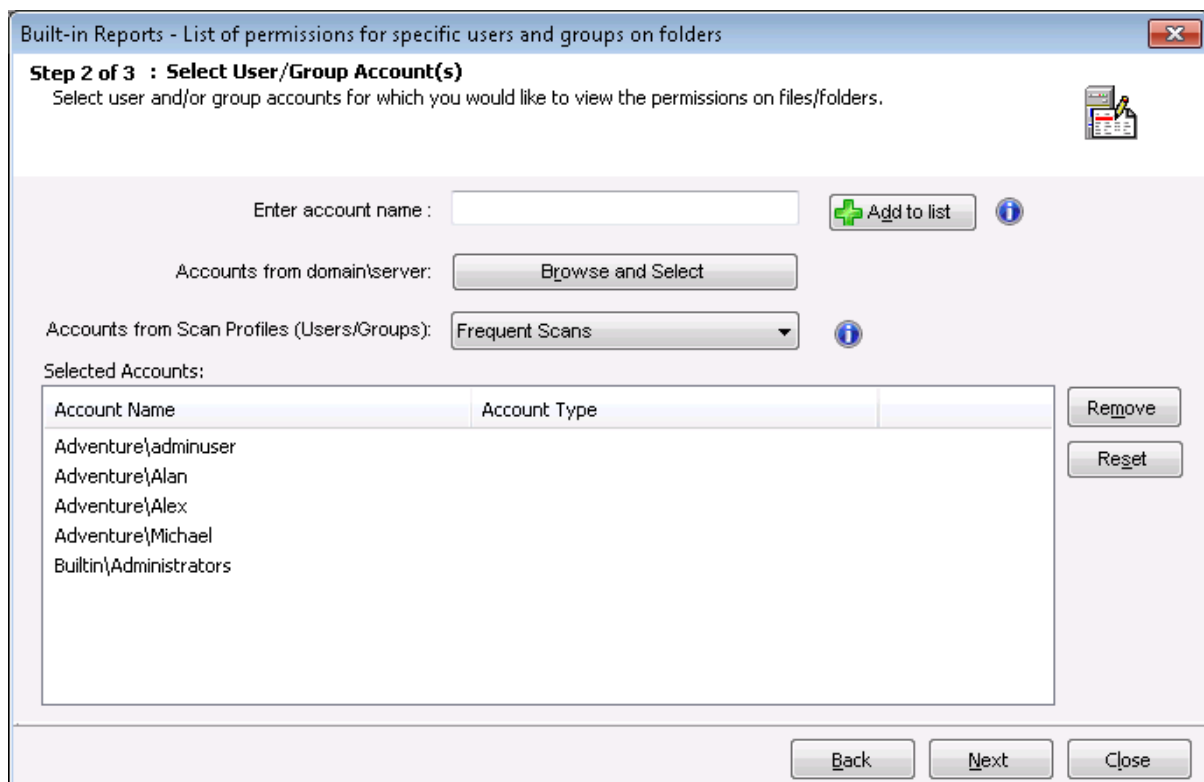 Built-in Reports - List of permissions for specific users and groups on folders
Step 2 of 3 : Select User/Group Account(s)
Select user and/or group accounts for which you would like to view the permissions on files/folders.
Enter account name :
Add to list
Accounts from domain\server:
Browse and Select
Accounts from Scan Profiles (Users/Groups):
Frequent Scans
Selected Accounts:
Account Name Account Type
Remove
Adventure\adminuser
Reset
Adventure\Alan
Adventure\Alex
Adventure\Michael
Builtin\Administrators
Back Next Close